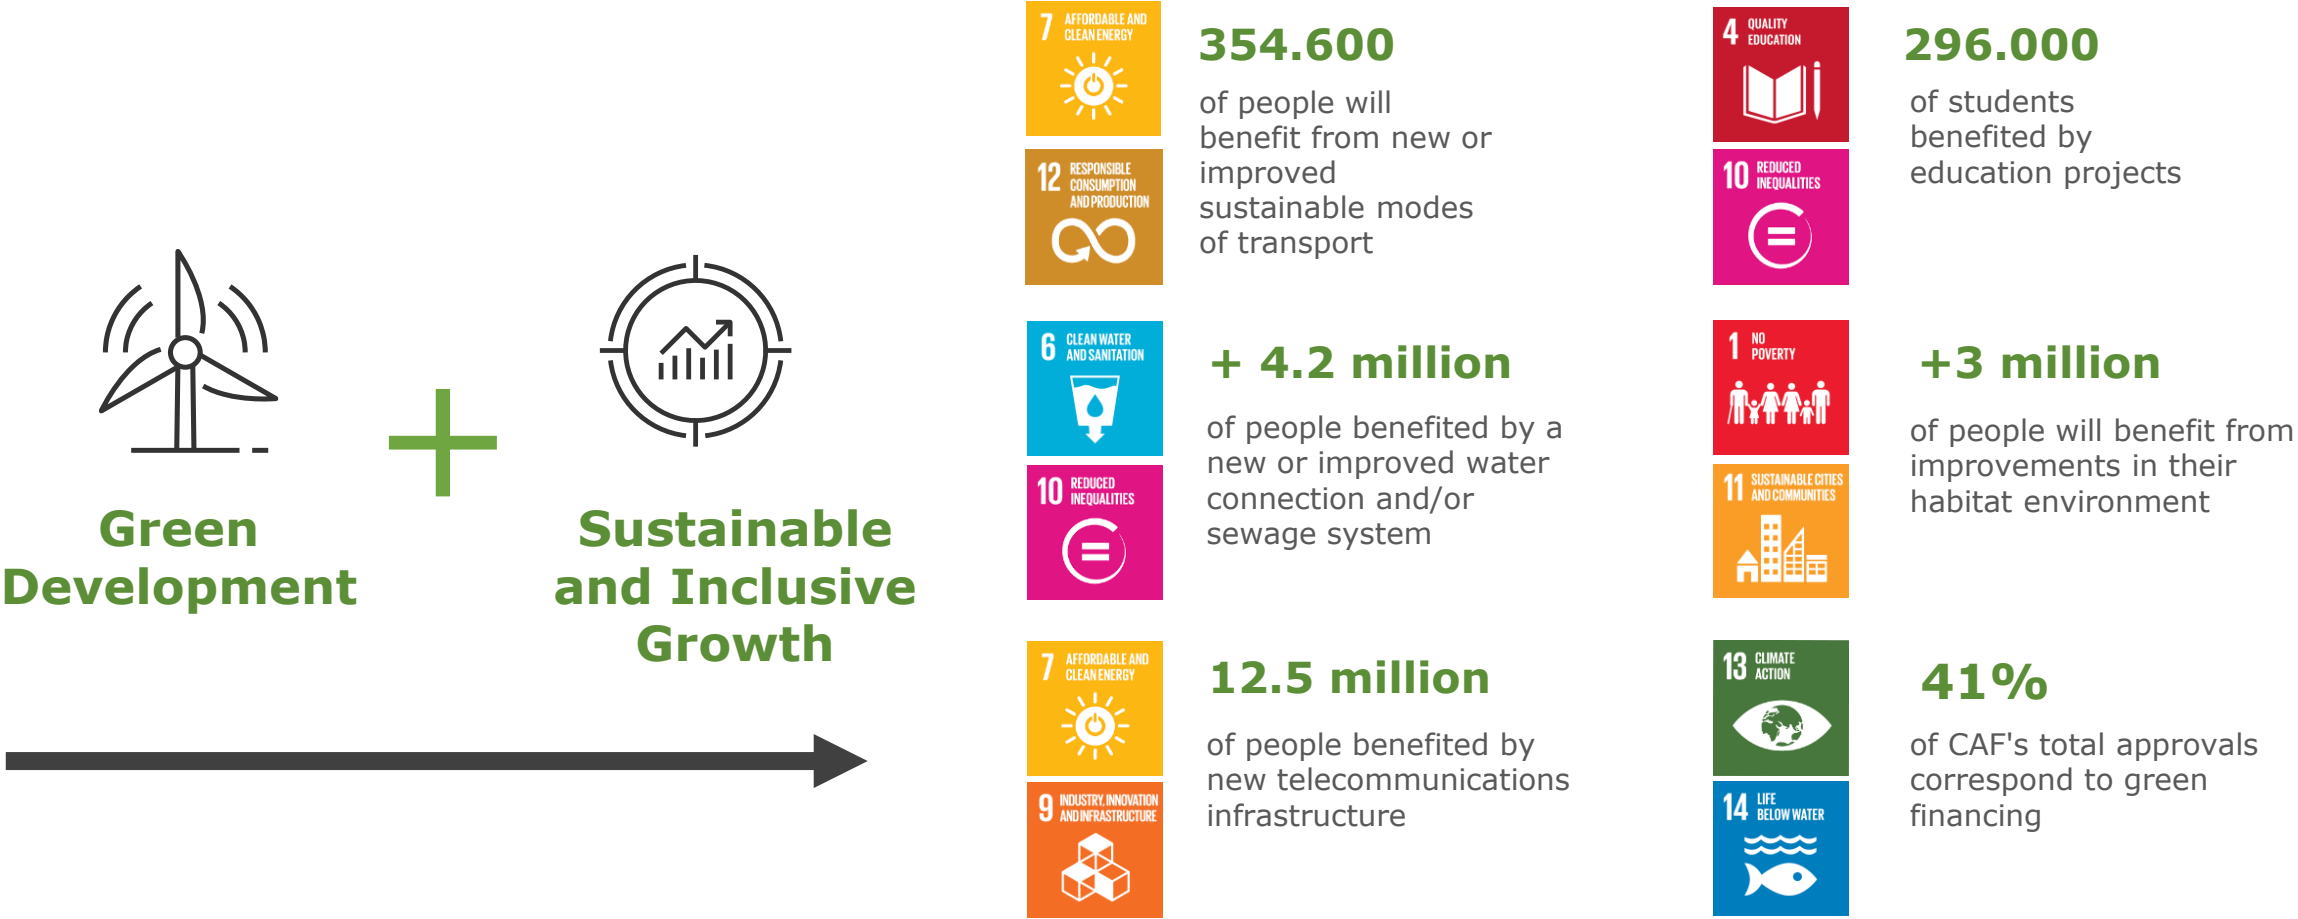 Green
Development
Sustainable
and Inclusive
Growth
7 AFFORDABLE AND
CLEAN ENERGY
12 RESPONSIBLE
CONSUMPTION
AND PRODUCTION
354.600
of people will
benefit from new or
improved
sustainable modes
of transport
4 QUALITY
EDUCATION
10 REDUCED
INEQUALITIES
296.000
of students
benefited by
education projects
6 CLEAN WATER
AND SANITATION
10 REDUCED
INEQUALITIES
+ 4.2 million
of people benefited by a
new or improved water
connection and/or
sewage system
1 NO
POVERTY
11 SUSTAINABLE CITIES
AND COMMUNITIES
+3 million
of people will benefit from
improvements in their
habitat environment
7 AFFORDABLE AND
CLEAN ENERGY
9 INDUSTRY, INNOVATION
AND INFRASTRUCTURE
12.5 million
of people benefited by
new telecommunications
infrastructure
13 CLIMATE
ACTION
14 LIFE
BELOW WATER
41%
of CAF's total approvals
correspond to green
financing